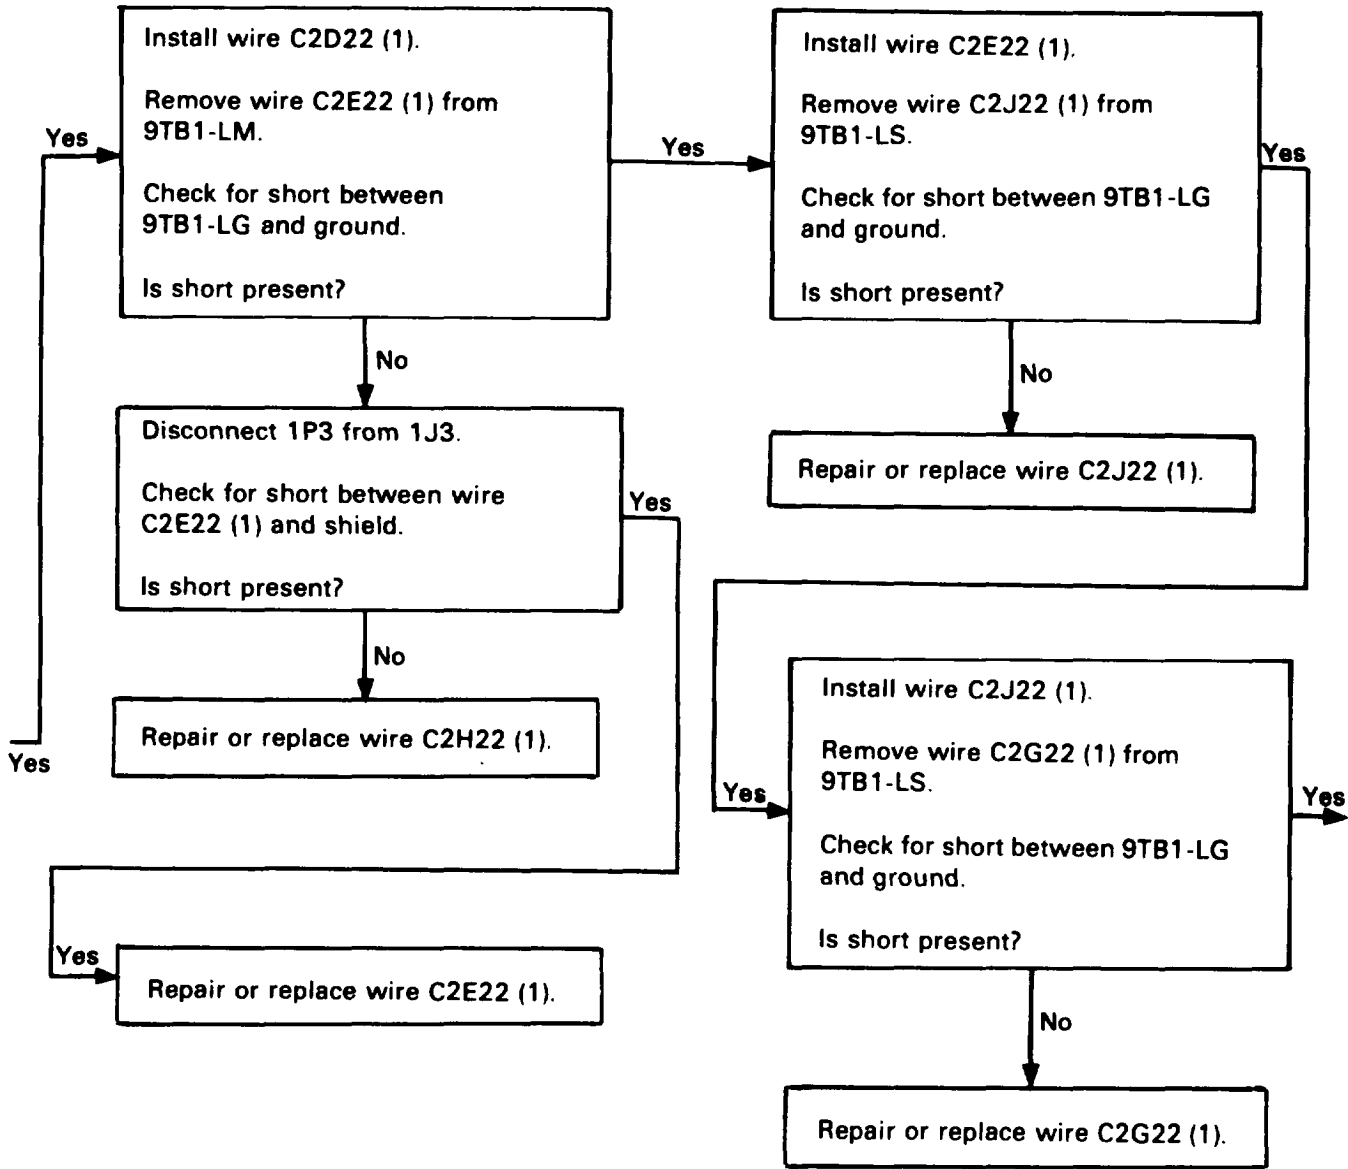 Yes
Yes
Install wire C2D22 (1).
Remove wire C2E22 (1) from
9TB1-LM.
Check for short between
9TB1-LG and ground.
Is short present?
No
Disconnect 1P3 from 1J3.
Check for short between wire
C2E22 (1) and shield.
Is short present?
No
Repair or replace wire C2H22 (1).
Yes
Yes
Repair or replace wire C2E22 (1).
Yes
Install wire C2E22 (1).
Remove wire C2J22 (1) from
9TB1-LS.
Check for short between 9TB1-LG
and ground.
Is short present?
No
Repair or replace wire C2J22 (1).
Yes
Yes
Install wire C2J22 (1).
Remove wire C2G22 (1) from
9TB1-LS.
Check for short between 9TB1-LG
and ground.
Is short present?
No
Repair or replace wire C2G22 (1).
Yes